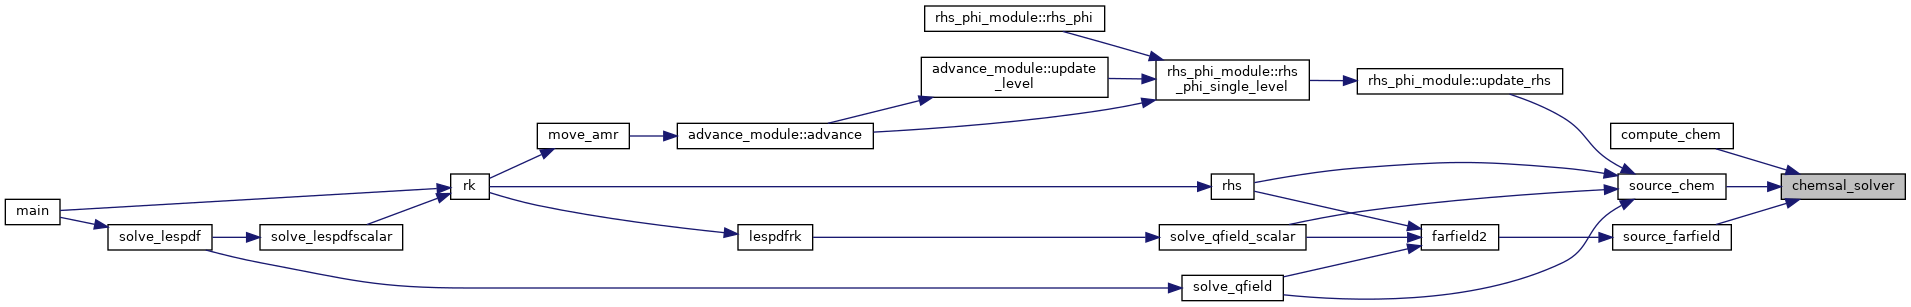 rhs_phi_module::rhs_phi
advance_module::update
_level
rhs_phi_module::rhs
_phi_single_level
rhs_phi_module::update_rhs
move_amr
advance_module::advance
compute_chem
main
rk
rhs
source_chem
chemsal_solver
solve_lespdf
solve_lespdfscalar
lespdfrk
solve_qfield_scalar
farfield2
source_farfield
solve_qfield